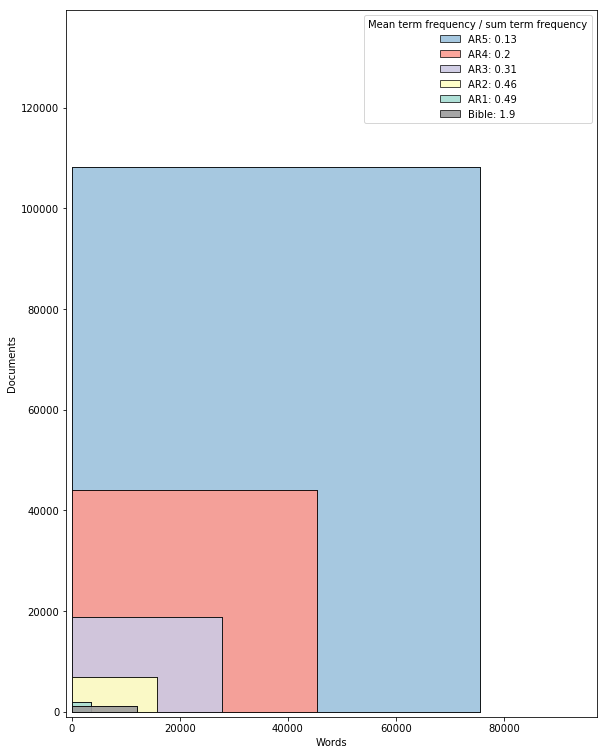 Mean term frequency / sum term frequency
AR5: 0.13
AR4: 0.2
AR3: 0.31
AR2: 0.46
AR1: 0.49
Bible: 1.9
120000
100000
80000
60000
40000
20000
0
Documents
0 20000 40000 60000 80000
Words